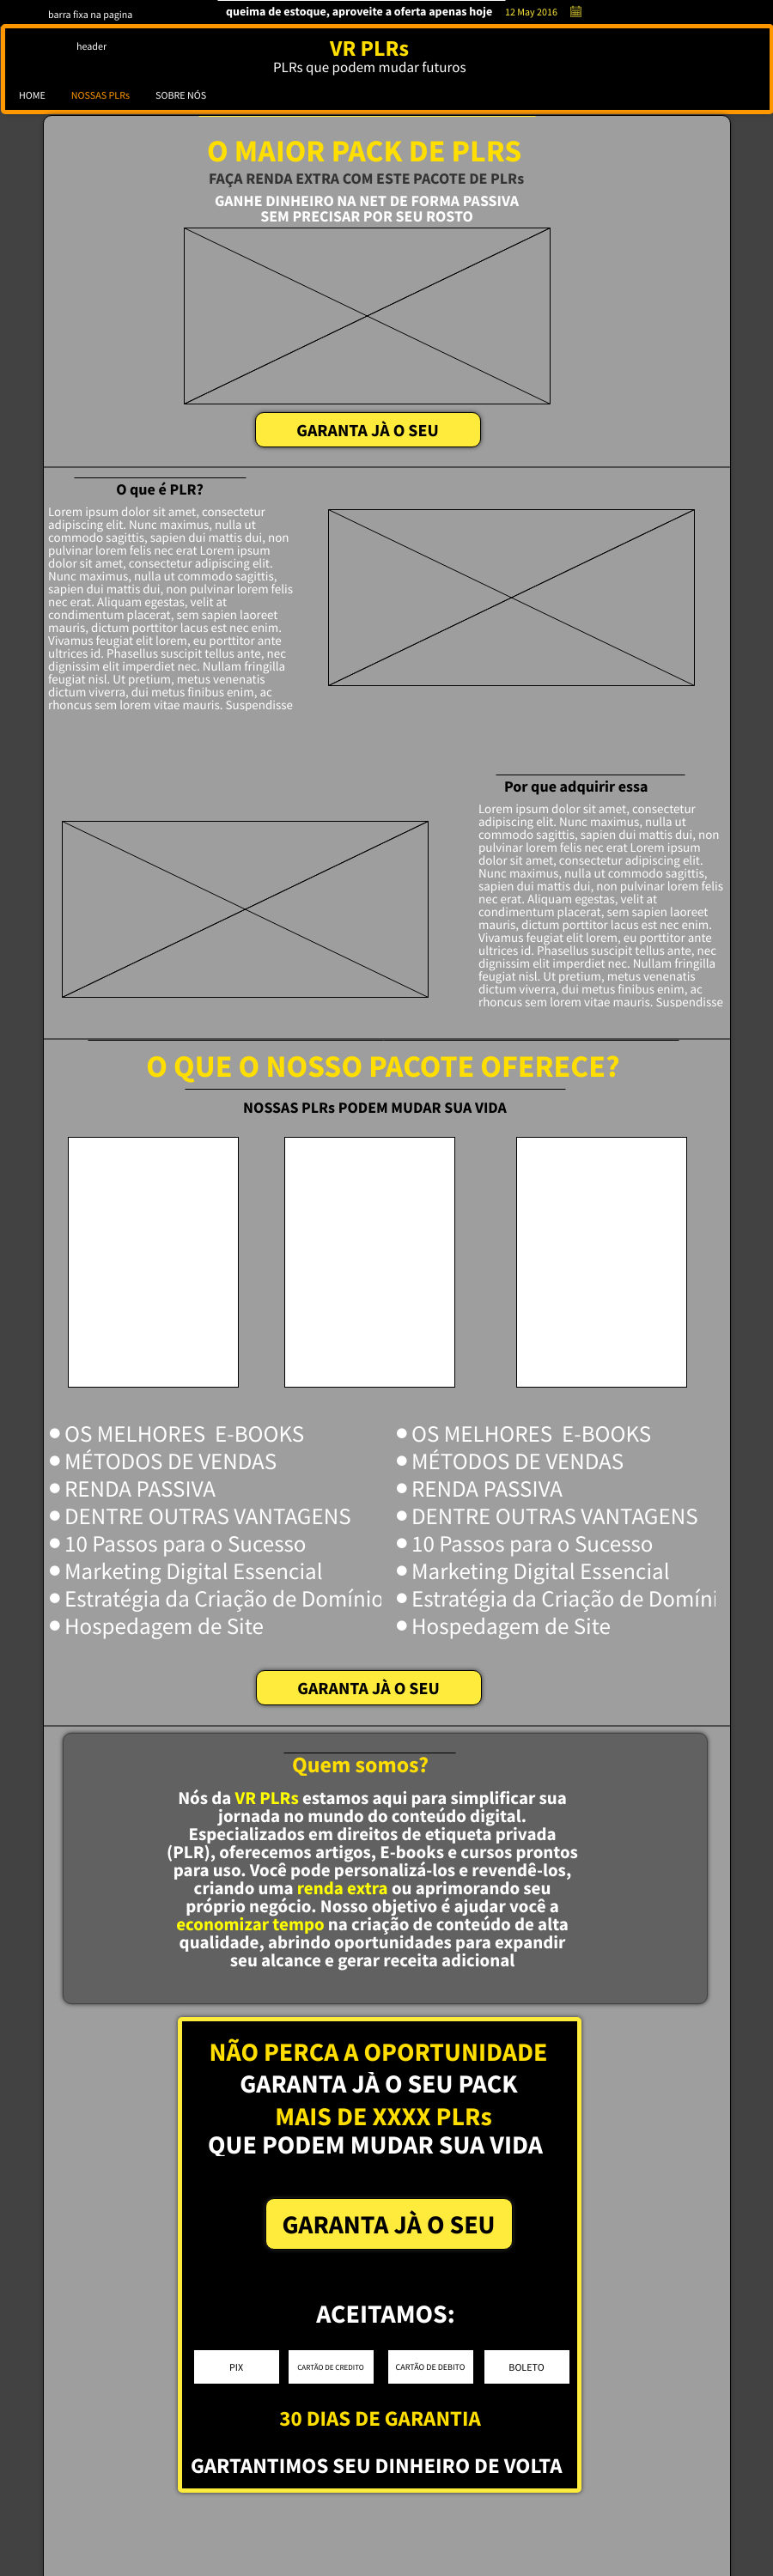 barra fixa na pagina
queima de estoque, aproveite a oferta apenas hoje 12 May 2016
header
VR PLRs
PLRs que podem mudar futuros
HOME NOSSAS PLRs SOBRE NÓS
O MAIOR PACK DE PLRS
FAÇA RENDA EXTRA COM ESTE PACOTE DE PLRs
GANHE DINHEIRO NA NET DE FORMA PASSIVA
SEM PRECISAR POR SEU ROSTO
GARANTA JÀ O SEU
O que é PLR?
Lorem ipsum dolor sit amet, consectetur
adipiscing elit. Nunc maximus, nulla ut
commodo sagittis, sapien dui mattis dui, non
pulvinar lorem felis nec erat Lorem ipsum
dolor sit amet, consectetur adipiscing elit.
Nunc maximus, nulla ut commodo sagittis,
sapien dui mattis dui, non pulvinar lorem felis
nec erat. Aliquam egestas, velit at
condimentum placerat, sem sapien laoreet
mauris, dictum porttitor lacus est nec enim.
Vivamus feugiat elit lorem, eu porttitor ante
ultrices id. Phasellus suscipit tellus ante, nec
dignissim elit imperdiet nec. Nullam fringilla
feugiat nisl. Ut pretium, metus venenatis
dictum viverra, dui metus finibus enim, ac
rhoncus sem lorem vitae mauris. Suspendisse
Por que adquirir essa
Lorem ipsum dolor sit amet, consectetur
adipiscing elit. Nunc maximus, nulla ut
commodo sagittis, sapien dui mattis dui, non
pulvinar lorem felis nec erat Lorem ipsum
dolor sit amet, consectetur adipiscing elit.
Nunc maximus, nulla ut commodo sagittis,
sapien dui mattis dui, non pulvinar lorem felis
nec erat. Aliquam egestas, velit at
condimentum placerat, sem sapien laoreet
mauris, dictum porttitor lacus est nec enim.
Vivamus feugiat elit lorem, eu porttitor ante
ultrices id. Phasellus suscipit tellus ante, nec
dignissim elit imperdiet nec. Nullam fringilla
feugiat nisl. Ut pretium, metus venenatis
dictum viverra, dui metus finibus enim, ac
rhoncus sem lorem vitae mauris. Suspendisse
O QUE O NOSSO PACOTE OFERECE?
NOSSAS PLRs PODEM MUDAR SUA VIDA
OS MELHORES E-BOOKS
MÉTODOS DE VENDAS
RENDA PASSIVA
DENTRE OUTRAS VANTAGENS
10 Passos para o Sucesso
Marketing Digital Essencial
Estratégia da Criação de Domínio
Hospedagem de Site
OS MELHORES E-BOOKS
MÉTODOS DE VENDAS
RENDA PASSIVA
DENTRE OUTRAS VANTAGENS
10 Passos para o Sucesso
Marketing Digital Essencial
Estratégia da Criação de Domíni
Hospedagem de Site
GARANTA JÀ O SEU
Quem somos?
Nós da VR PLRs estamos aqui para simplificar sua
jornada no mundo do conteúdo digital.
Especializados em direitos de etiqueta privada
(PLR), oferecemos artigos, E-books e cursos prontos
para uso. Você pode personalizá-los e revendê-los,
criando uma renda extra ou aprimorando seu
próprio negócio. Nosso objetivo é ajudar você a
economizar tempo na criação de conteúdo de alta
qualidade, abrindo oportunidades para expandir
seu alcance e gerar receita adicional
NÃO PERCA A OPORTUNIDADE
GARANTA JÀ O SEU PACK
MAIS DE XXXX PLRs
QUE PODEM MUDAR SUA VIDA
GARANTA JÀ O SEU
ACEITAMOS:
PIX CARTÃO DE CREDITO CARTÃO DE DEBITO BOLETO
30 DIAS DE GARANTIA
GARTANTIMOS SEU DINHEIRO DE VOLTA